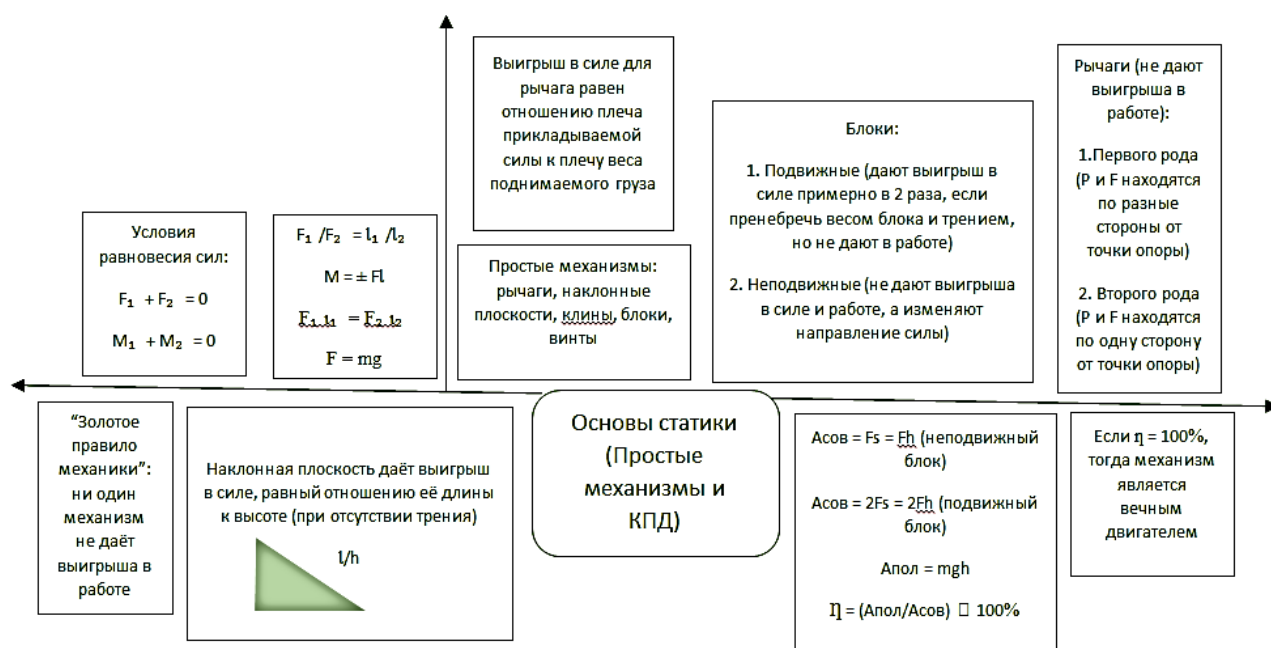 Выигрыш в силе для
рычага равен
отношению плеча
прикладываемой
силы к плечу веса
поднимаемого груза
Блоки:
1. Подвижные (дают выигрыш в
силе примерно в 2 раза, если
пренебречь весом блока и трением,
но не дают в работе)
2. Неподвижные (не дают выигрыша
в силе и работе, а изменяют
направление силы)
Рычаги (не дают
выигрыша в
работе):
1.Первого рода
(P и F находятся
по разные
стороны от
точки опоры)
2. Второго рода
(P и F находятся
по одну сторону
от точки опоры)
Условия
равновесия сил:
F₁ + F₂ = 0
M₁ + M₂ = 0
F₁ /F₂ = l₁ /l₂
M = ± Fl
F₁ l₁ = F₂ l₂
F = mg
Простые механизмы:
рычаги, наклонные
плоскости, клины, блоки,
винты
“Золотое
правило
механики”:
ни один
механизм
не даёт
выигрыша в
работе
Наклонная плоскость даёт выигрыш
в силе, равный отношению её длины
к высоте (при отсутствии трения)
l/h
Основы статики
(Простые
механизмы и
КПД)
Асов = Fs = Fh (неподвижный
блок)
Асов = 2Fs = 2Fh (подвижный
блок)
Апол = mgh
η = (Апол/Асов) □ 100%
Если η = 100%,
тогда механизм
является
вечным
двигателем